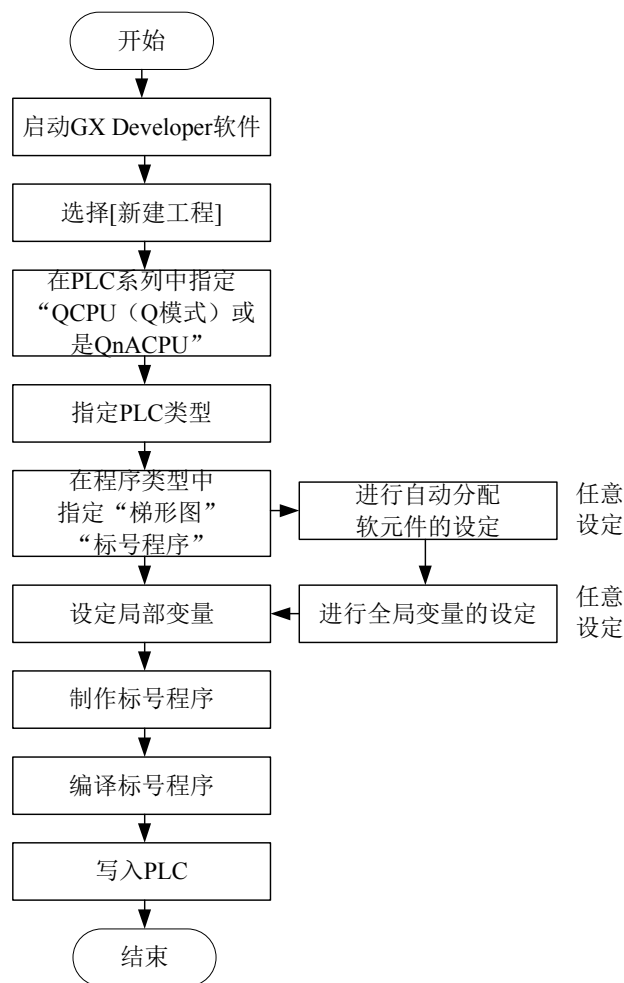 开始
启动GX Developer软件
选择[新建工程]
在PLC系列中指定
“QCPU（Q模式）或
是QnACPU”
指定PLC类型
在程序类型中
指定“梯形图”
“标号程序”
进行自动分配
软元件的设定
任意
设定
设定局部变量
进行全局变量的设定
任意
设定
制作标号程序
编译标号程序
写入PLC
结束